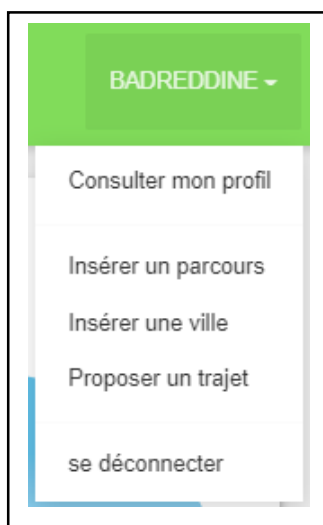 BADREDDINE
Consulter mon profil
Insérer un parcours
Insérer une ville
Proposer un trajet
se déconnecter